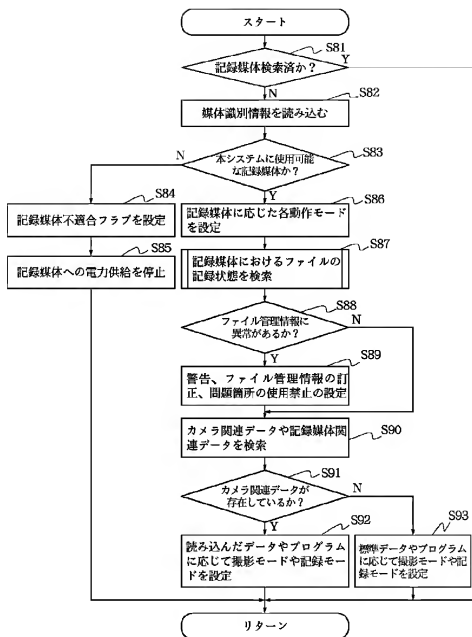 スタート
S81
記録媒体検索済か?
Y
N
S82
媒体識別情報を読み込む
S83
本システムに使用可能
な記録媒体か?
N
Y
S84
記録媒体不適合フラブを設定
S85
記録媒体への電力供給を停止
S86
記録媒体に応じた各動作モード
を設定
S87
記録媒体におけるファイルの
記録状態を検索
S88
ファイル管理情報に
異常があるか?
N
Y
S89
警告、ファイル管理情報の訂
正、問題箇所の使用禁止の設定
S90
カメラ関連データや記録媒体関
連データを検索
S91
カメラ関連データが
存在しているか?
N
Y
S92
読み込んだデータやプログラム
に応じて撮影モードや記録モー
ドを設定
S93
標準データやプログラム
に応じて撮影モードや記
録モードを設定
リターン